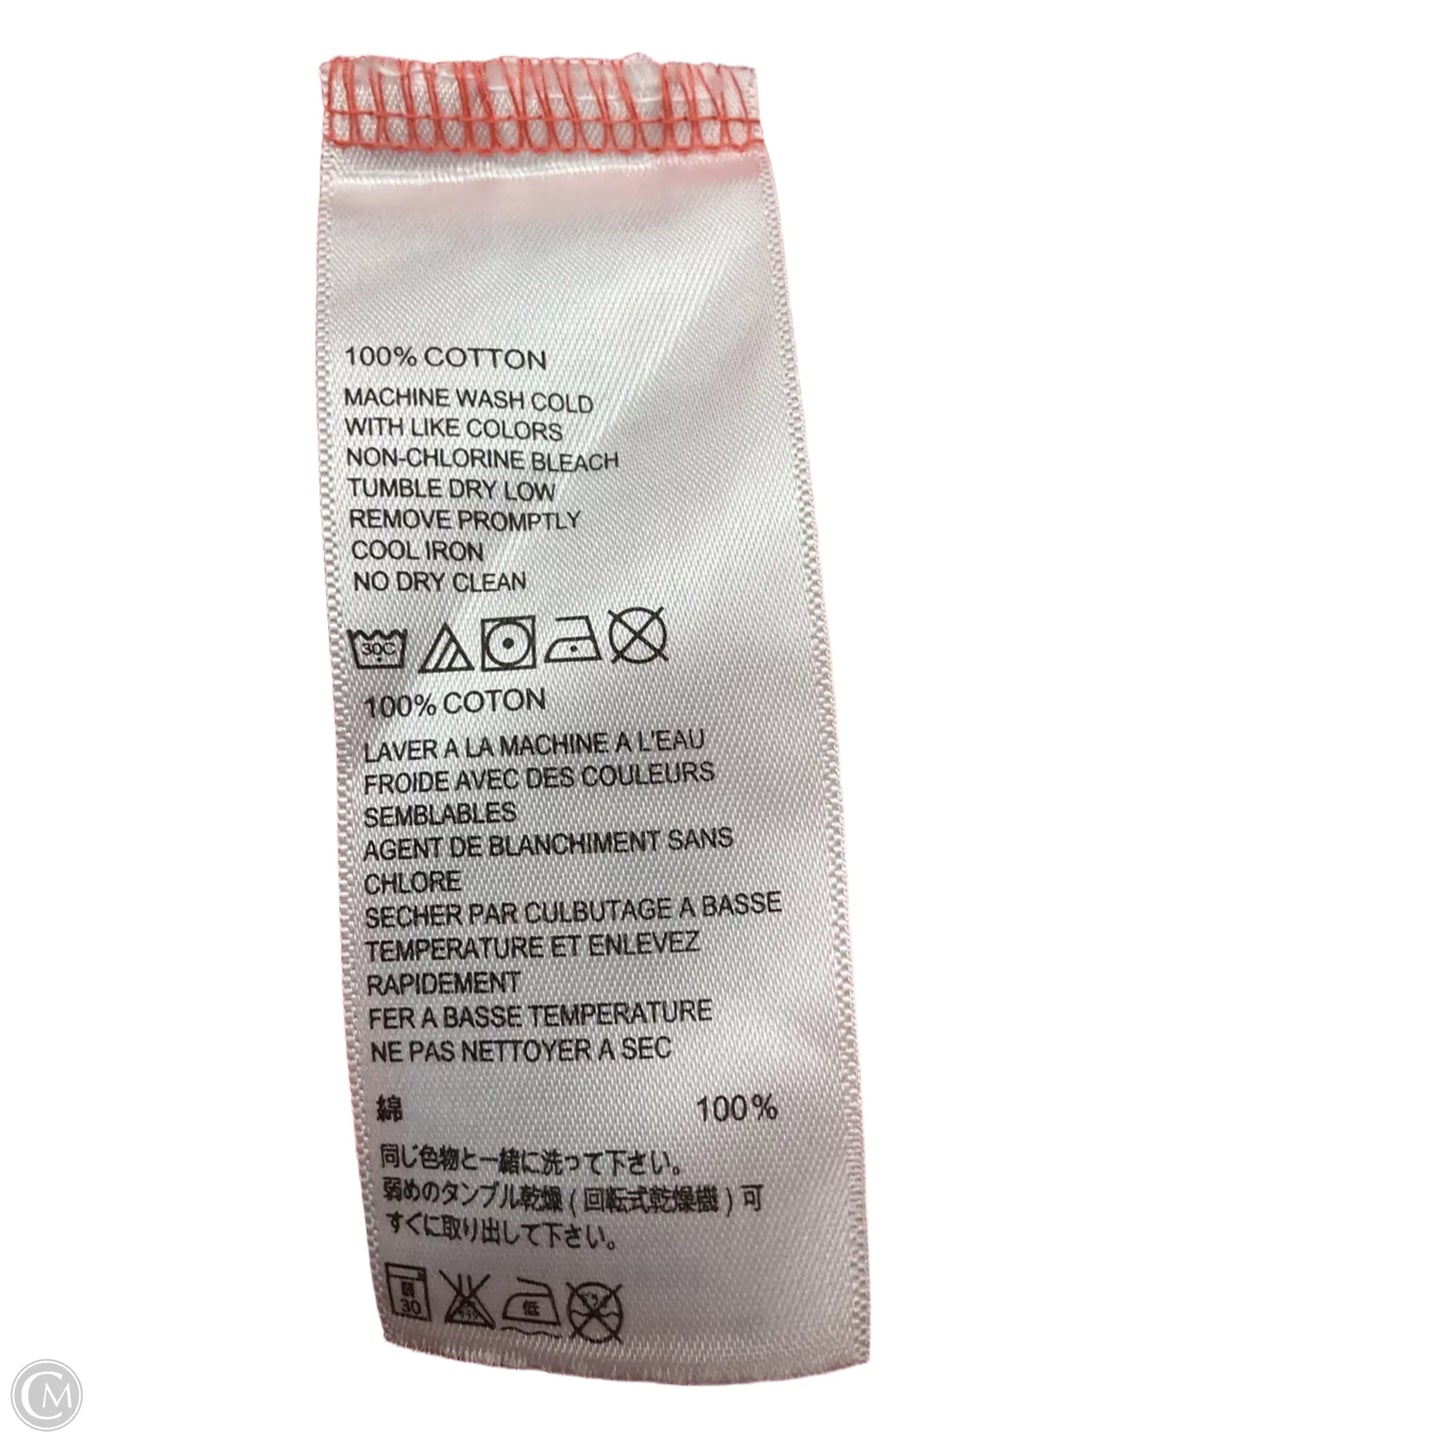 100% COTTON
MACHINE WASH COLD
WITH LIKE COLORS
NON-CHLORINE BLEACH
TUMBLE DRY LOW
REMOVE PROMPTLY
COOL IRON
NO DRY CLEAN
30C
100% COTON
LAVER A LA MACHINE A L'EAU
FROIDE AVEC DES COULEURS
SEMBLABLES
AGENT DE BLANCHIMENT SANS
CHLORE
SECHER PAR CULBUTAGE A BASSE
TEMPERATURE ET ENLEVEZ
RAPIDEMENT
FER A BASSE TEMPERATURE
NE PAS NETTOYER A SEC
綿 100%
同じ色物と一緒に洗って下さい。
弱めのタンブル乾燥 ( 回転式乾燥機 ) 可
すぐに取り出して下さい。
弱 30 低
CM